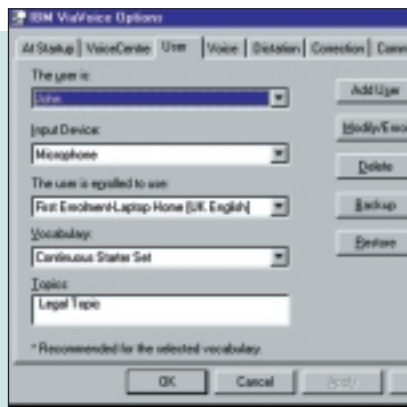 IBM ViaVoice Options
At Startup VoiceCentre User Voice Dictation Correction
The user is:
John
Add User
Input Device:
Microphone
The user is enrolled to use:
Delete
First Enrolment-Laptop Home [UK English]
Backup
Vocabulary:
Continuous Starter Set
Restore
Topics:
Legal Topic
* Recommended for the selected vocabulary.
OK Cancel Apply